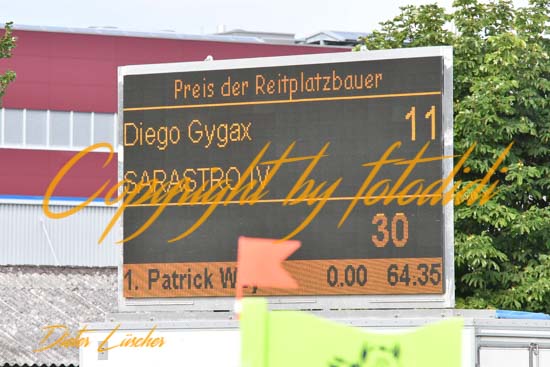 Preis der Reitplatzbauer
Diego Gygax 11
SARASTRO IV
30
1. Patrick 0.00 64.35
Copyright by fotodidi
Dieter Lüscher